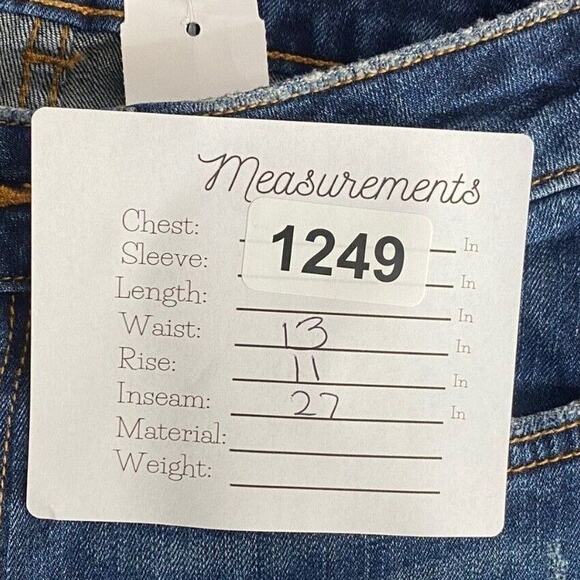 Measurements
Chest: In
1249
Sleeve: In
Length: In
Waist: 13 In
Rise: 11 In
Inseam: 27 In
Material:
Weight: